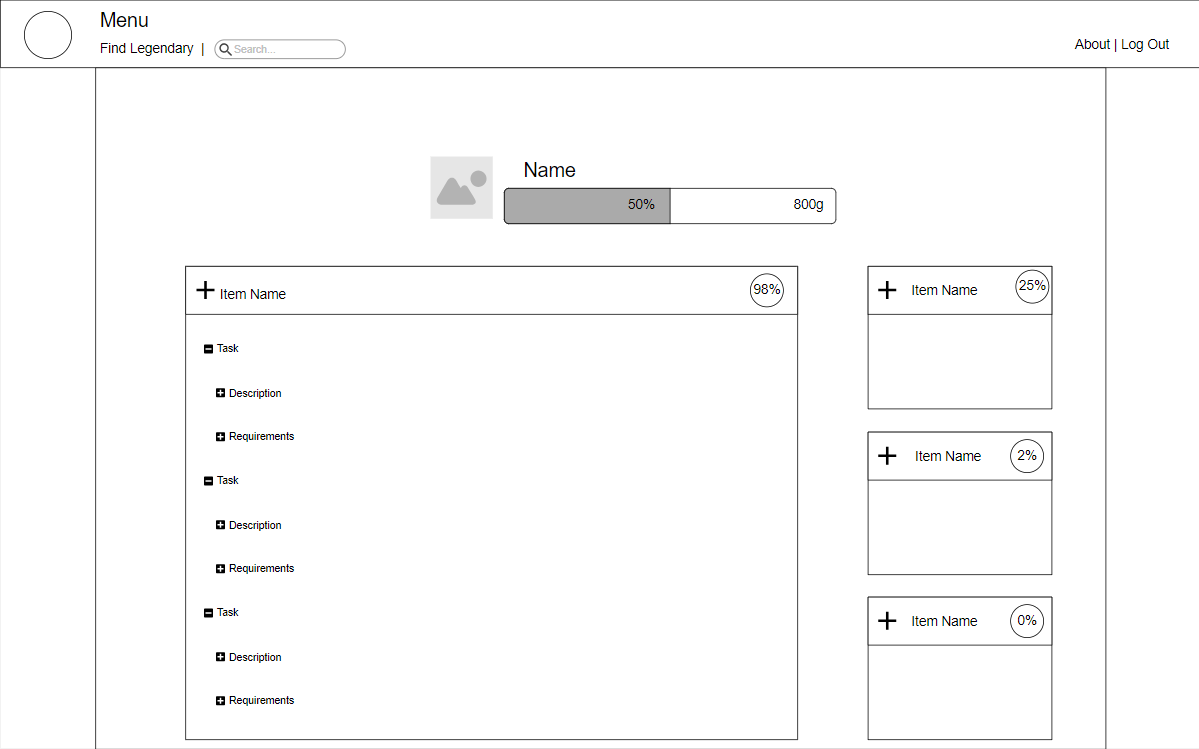 Menu
Find Legendary | Search...
About | Log Out
Name
50% 800g
Item Name 98%
Task
Description
Requirements
Task
Description
Requirements
Task
Description
Requirements
Item Name 25%
Item Name 2%
Item Name 0%